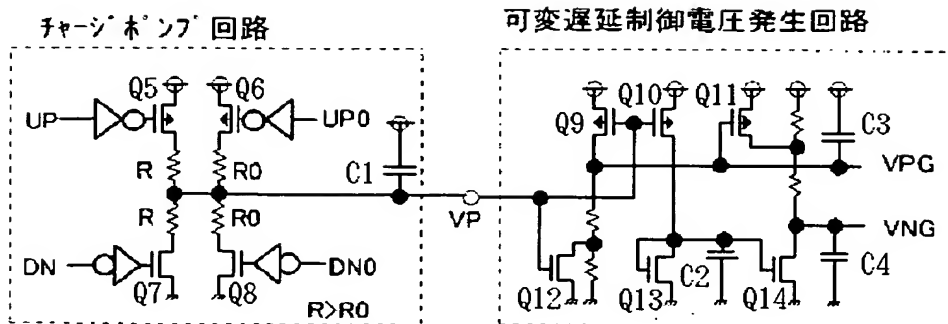 チャージポンプ回路
可変遅延制御電圧発生回路
Q5
Q6
UP
UP0
R
R0
C1
R
R0
DN
DN0
Q7
Q8
R>R0
VP
Q9
Q10
Q11
C3
VPG
VNG
Q12
Q13
C2
Q14
C4